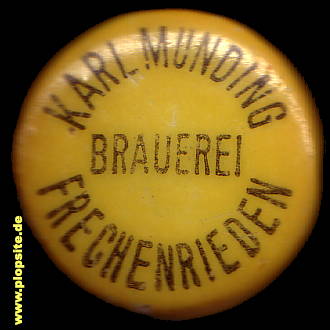 KARL MUNDING
BRAUEREI
FRECHENRIEDEN
www.plopsite.de